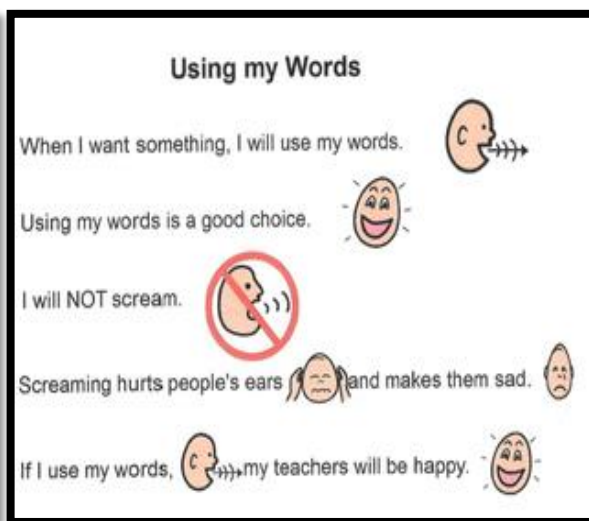 Using my Words
When I want something, I will use my words.
Using my words is a good choice.
I will NOT scream.
Screaming hurts people's ears and makes them sad.
If I use my words, my teachers will be happy.